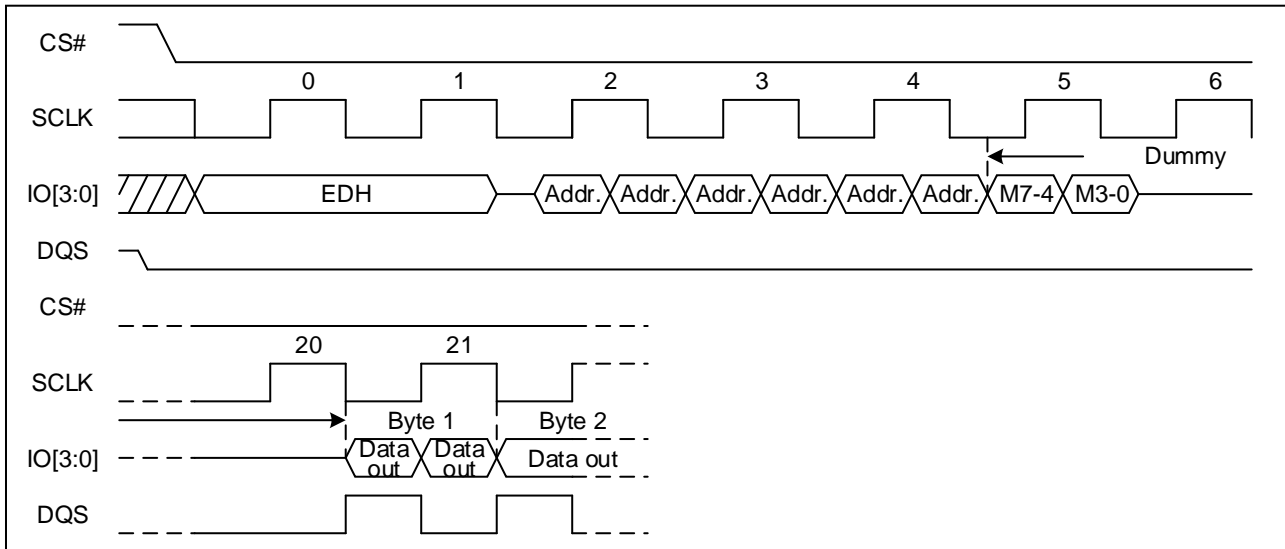 CS#
0 1 2 3 4 5 6
SCLK
Dummy
IO[3:0] EDH Addr. Addr. Addr. Addr. Addr. Addr. M7-4 M3-0
DQS
CS#
20 21
SCLK
Byte 1 Byte 2
IO[3:0] Data out Data out Data out
DQS